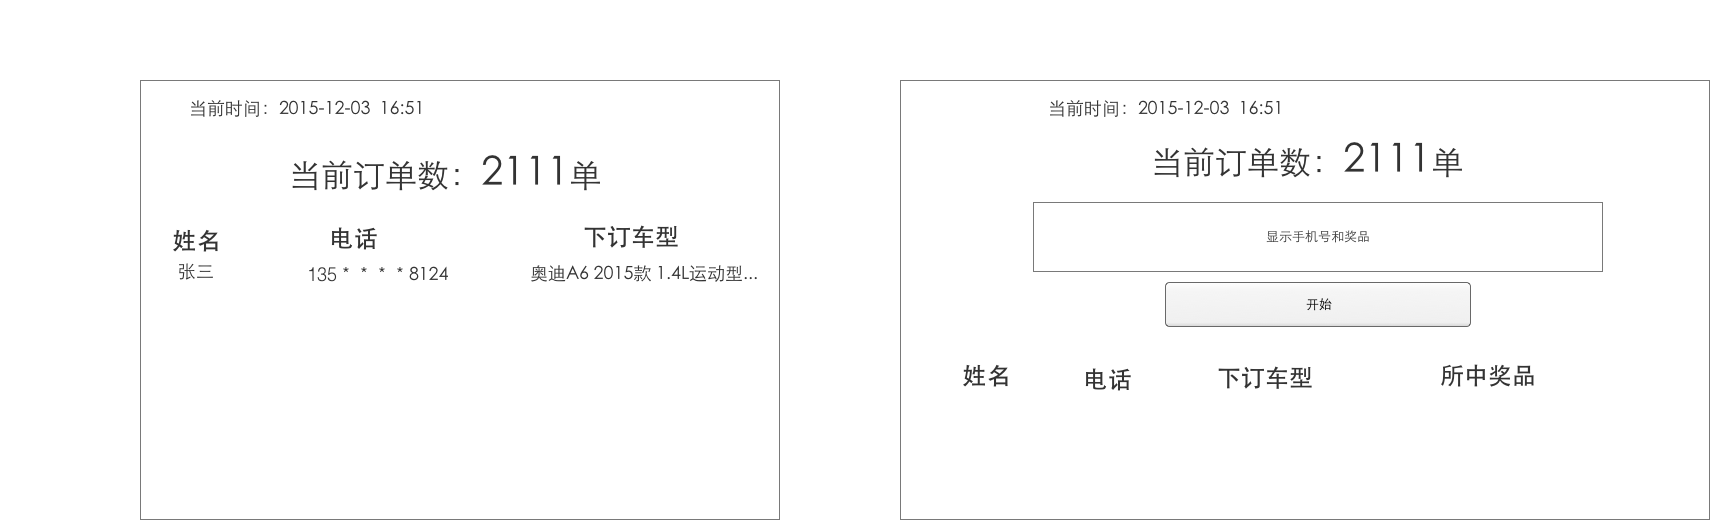 当前时间：2015-12-03 16:51
当前订单数：2111单
姓名 电话 下订车型
张三 135＊＊＊＊8124 奥迪A6 2015款 1.4L运动型...
当前时间：2015-12-03 16:51
当前订单数：2111单
显示手机号和奖品
开始
姓名 电话 下订车型 所中奖品